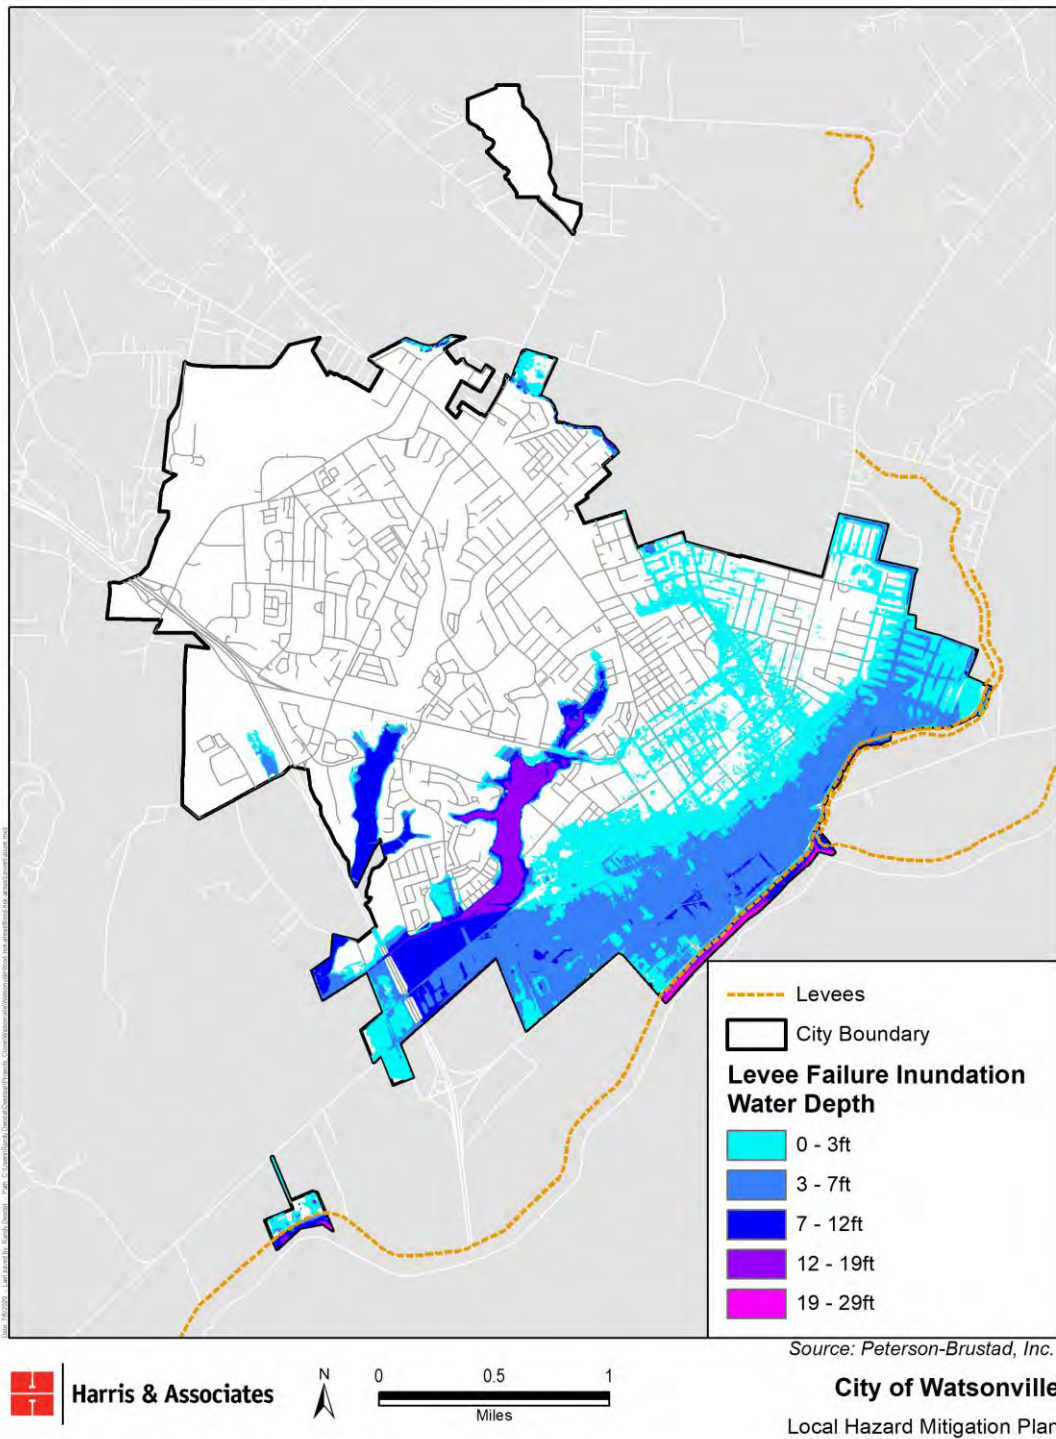 Levees
City Boundary
Levee Failure Inundation
Water Depth
0 - 3ft
3 - 7ft
7 - 12ft
12 - 19ft
19 - 29ft
Source: Peterson-Brustad, Inc.
Harris & Associates
N
0 0.5 1
Miles
City of Watsonville
Local Hazard Mitigation Plan